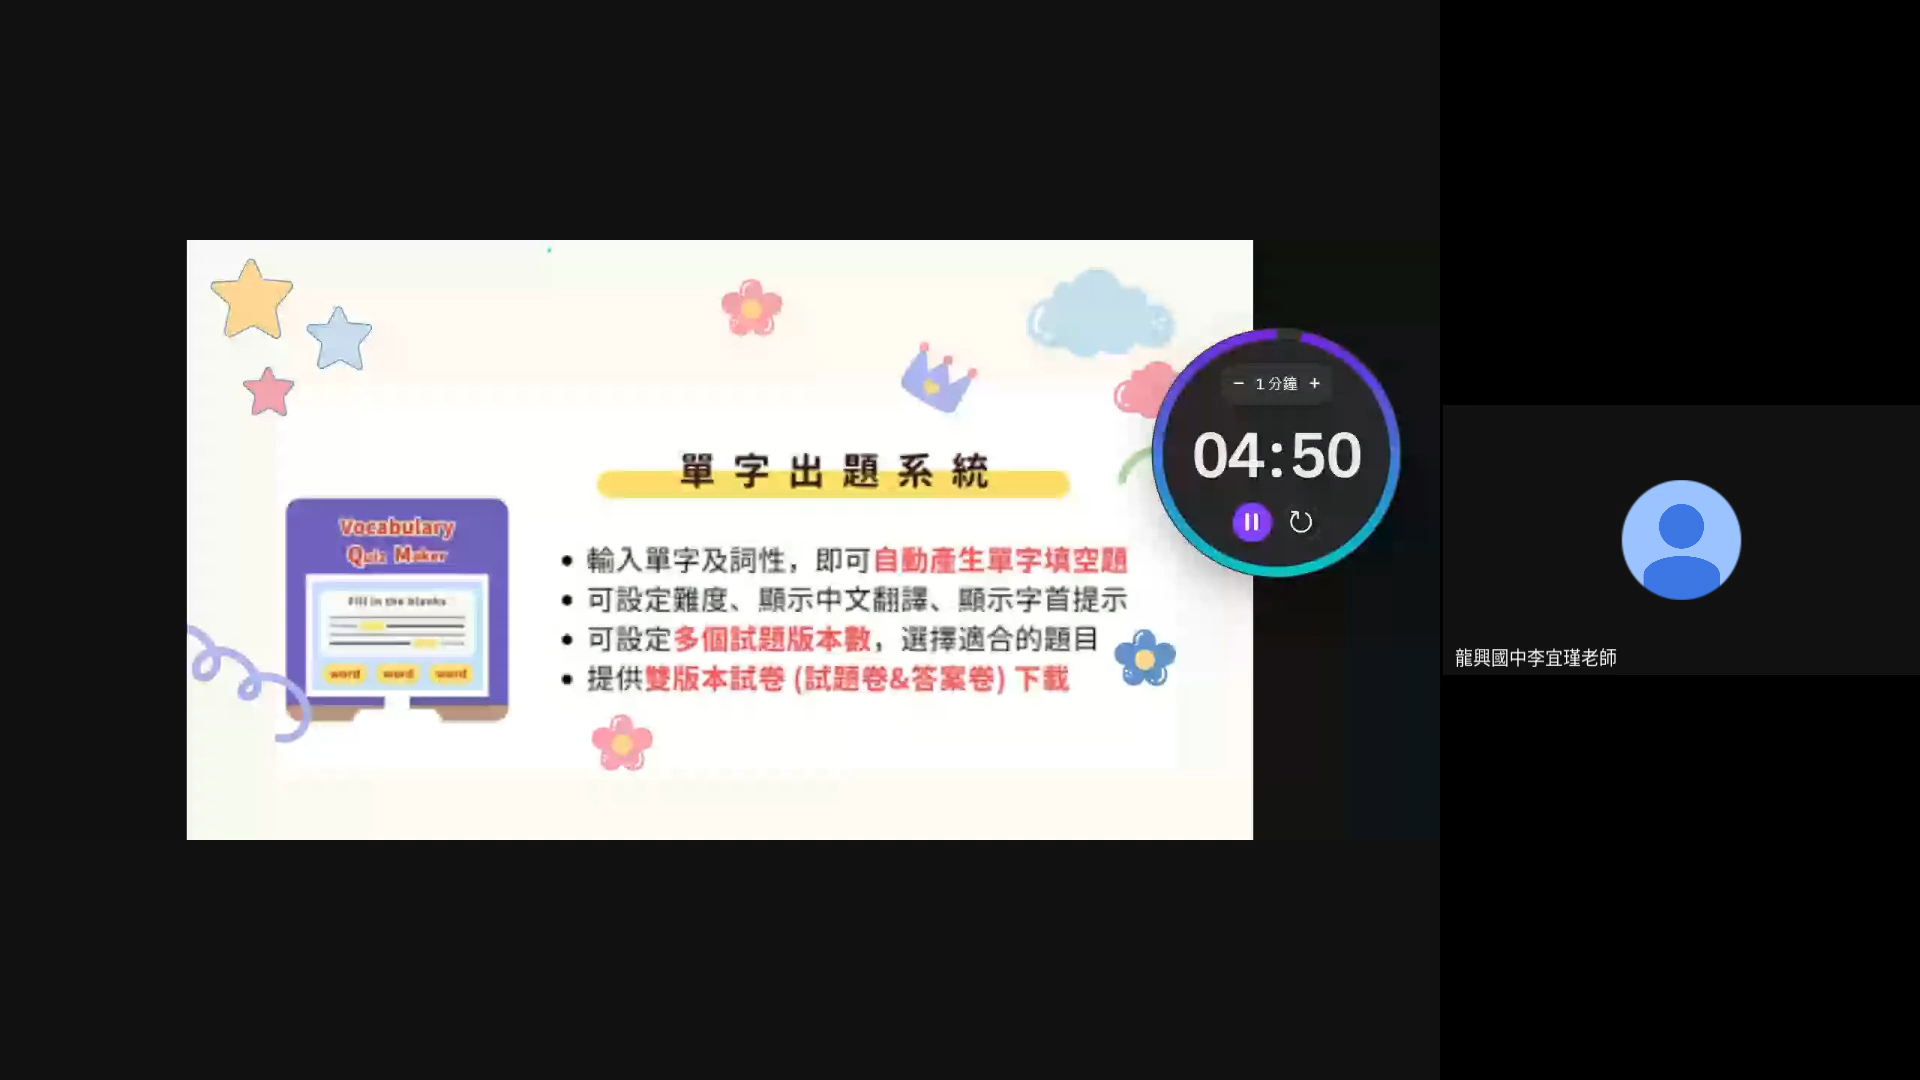 單字出題系統
Vocabulary
Quiz Maker
Fill in the blanks
word word word
• 輸入單字及詞性，即可自動產生單字填空題
• 可設定難度、顯示中文翻譯、顯示字首提示
• 可設定多個試題版本數，選擇適合的題目
• 提供雙版本試卷 (試題卷&答案卷) 下載
− 1 分鐘 +
04:50
龍興國中李宜瑾老師